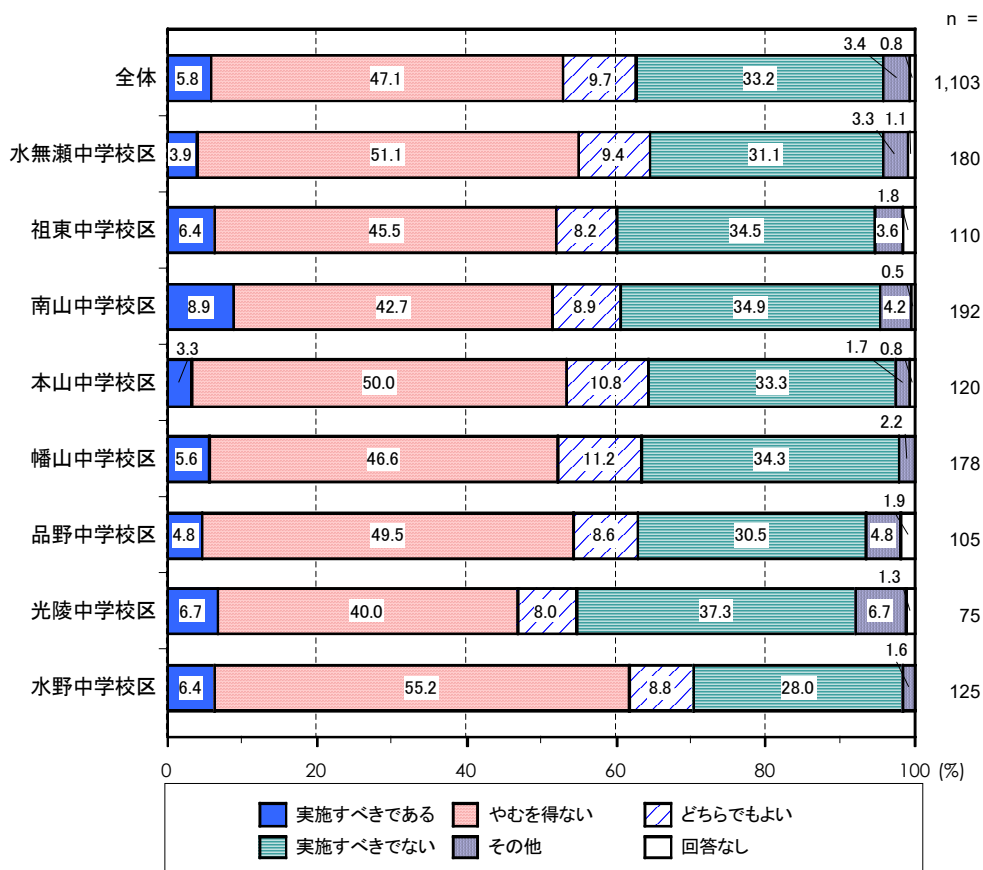 n =
3.4 0.8
全体 5.8 47.1 9.7 33.2 1,103
3.3 1.1
水無瀬中学校区 3.9 51.1 9.4 31.1 180
1.8
祖東中学校区 6.4 45.5 8.2 34.5 3.6 110
0.5
南山中学校区 8.9 42.7 8.9 34.9 4.2 192
3.3 1.7 0.8
本山中学校区 50.0 10.8 33.3 120
2.2
幡山中学校区 5.6 46.6 11.2 34.3 178
1.9
品野中学校区 4.8 49.5 8.6 30.5 4.8 105
1.3
光陵中学校区 6.7 40.0 8.0 37.3 6.7 75
1.6
水野中学校区 6.4 55.2 8.8 28.0 125
0 20 40 60 80 100 (%)
実施すべきである やむを得ない どちらでもよい
実施すべきでない その他 回答なし